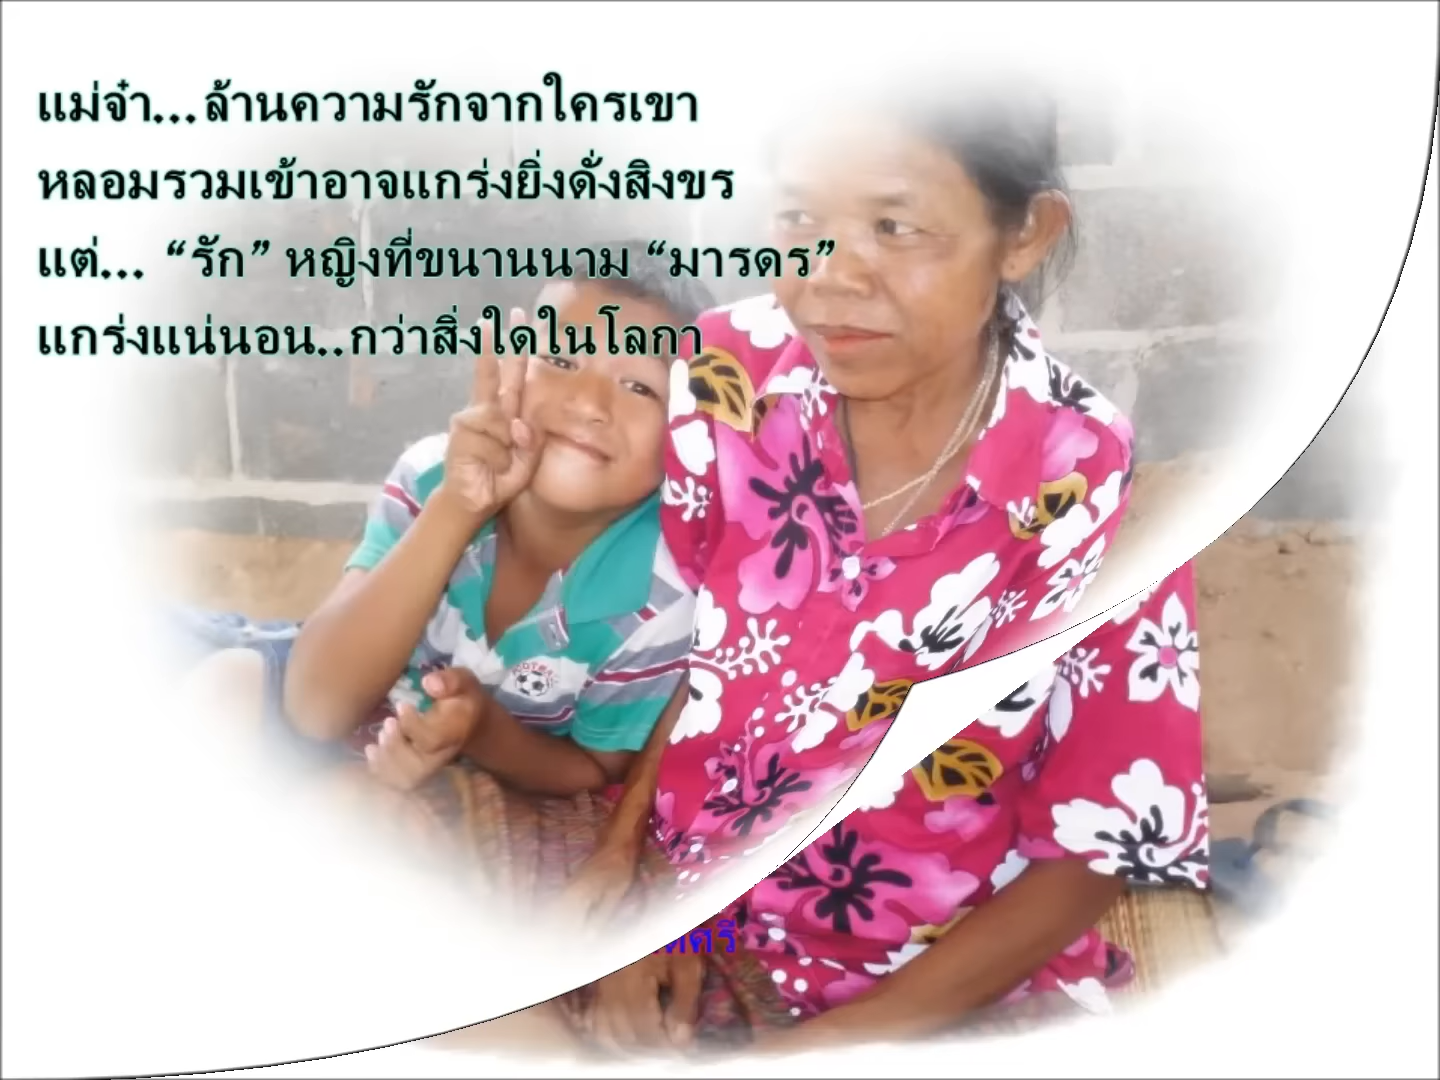 แม่จ๋า...ล้านความรักจากใครเขา
หลอมรวมเข้าอาจแกร่งยิ่งดั่งสิงขร
แต่... “รัก” หญิงที่ขนานนาม “มารดร”
แกร่งแน่นอน..กว่าสิ่งใดในโลกา